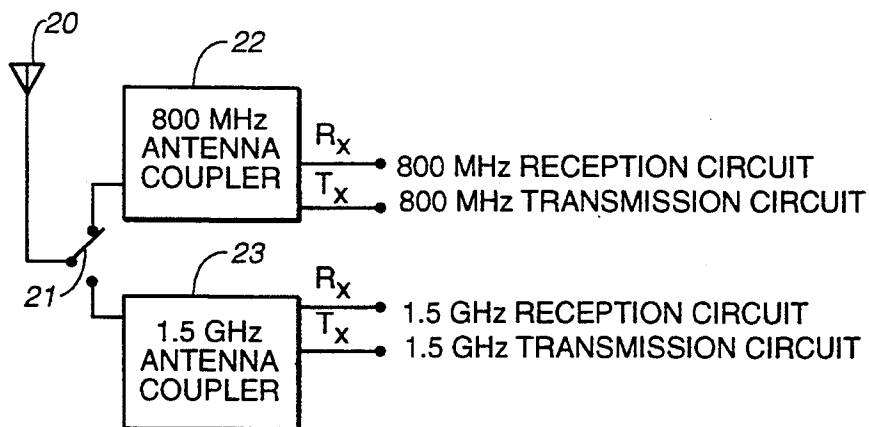 20
22
800 MHz
ANTENNA
COUPLER
Rx
Tx
800 MHZ RECEPTION CIRCUIT
800 MHz TRANSMISSION CIRCUIT
21
23
1.5 GHz
ANTENNA
COUPLER
Rx
Tx
1.5 GHz RECEPTION CIRCUIT
1.5 GHz TRANSMISSION CIRCUIT